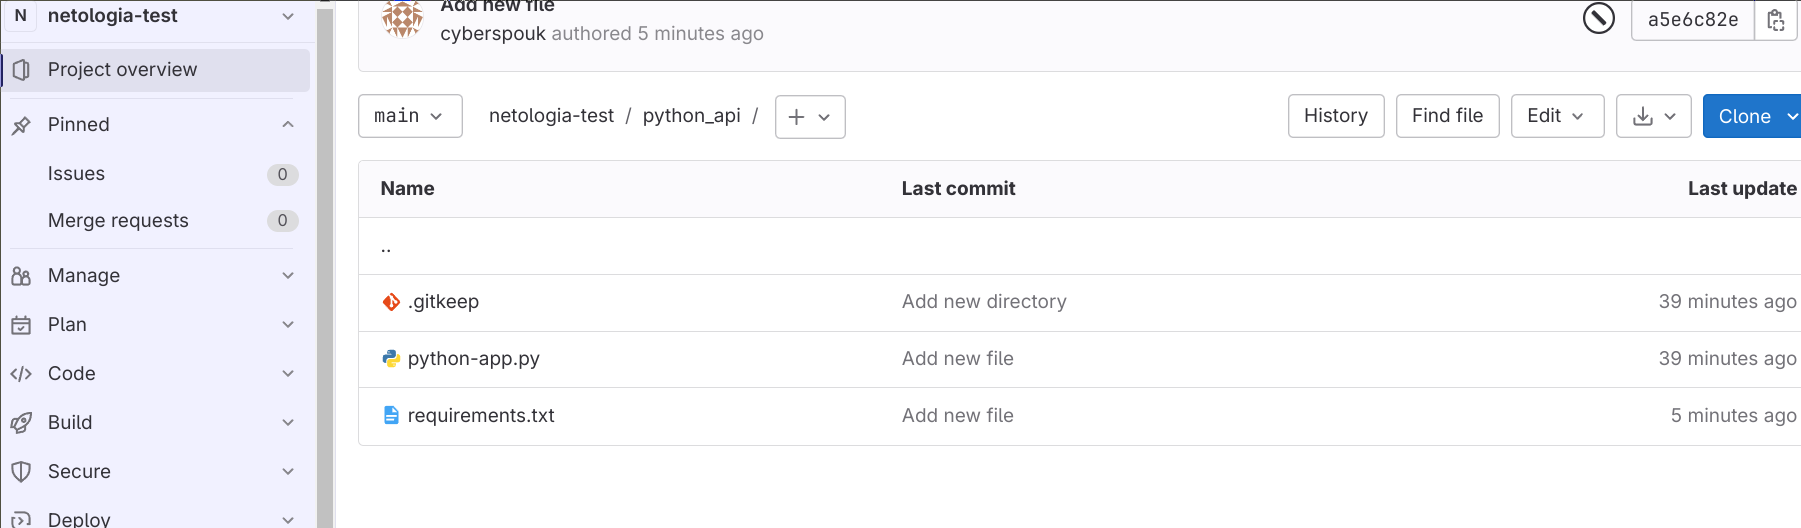 N netologia-test
Project overview
Pinned
Issues 0
Merge requests 0
Manage
Plan
Code
Build
Secure
Deploy
Add new file
cyberspouk authored 5 minutes ago
a5e6c82e
main netologia-test / python_api / +
History Find file Edit Clone
Name Last commit Last update
..
.gitkeep Add new directory 39 minutes ago
python-app.py Add new file 39 minutes ago
requirements.txt Add new file 5 minutes ago